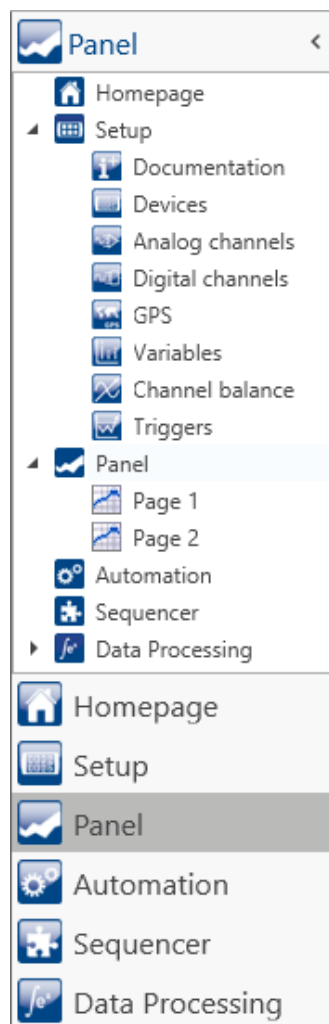 Panel
Homepage
Setup
Documentation
Devices
Analog channels
Digital channels
GPS
Variables
Channel balance
Triggers
Panel
Page 1
Page 2
Automation
Sequencer
Data Processing
Homepage
Setup
Panel
Automation
Sequencer
Data Processing